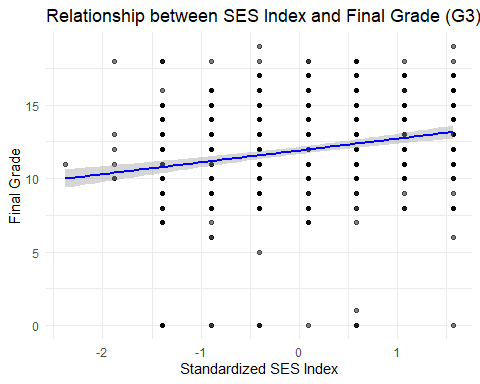 Relationship between SES Index and Final Grade (G3)
Final Grade
15
10
5
0
-2
-1
0
1
Standardized SES Index